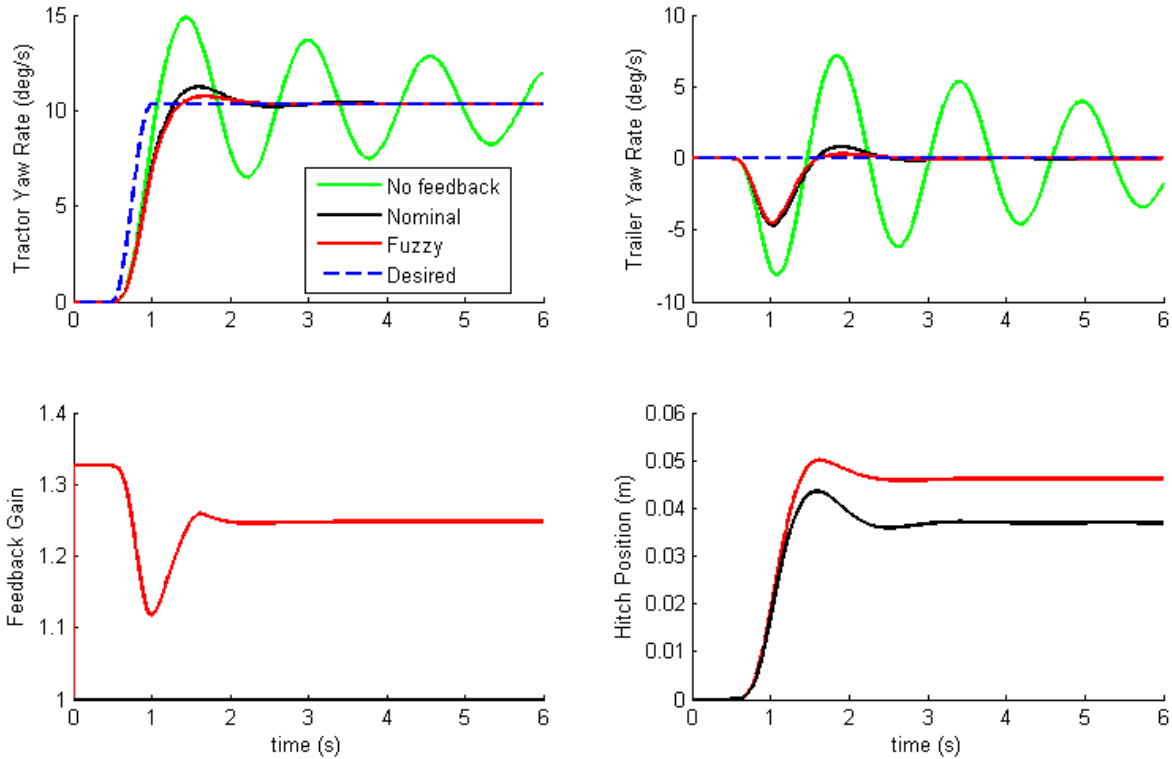 15
10
5
0
Tractor Yaw Rate (deg/s)
No feedback
Nominal
Fuzzy
Desired
0 1 2 3 4 5 6
10
5
0
-5
-10
Trailer Yaw Rate (deg/s)
0 1 2 3 4 5 6
1.4
1.3
1.2
1.1
1
Feedback Gain
0 1 2 3 4 5 6
time (s)
0.06
0.05
0.04
0.03
0.02
0.01
0
Hitch Position (m)
0 1 2 3 4 5 6
time (s)